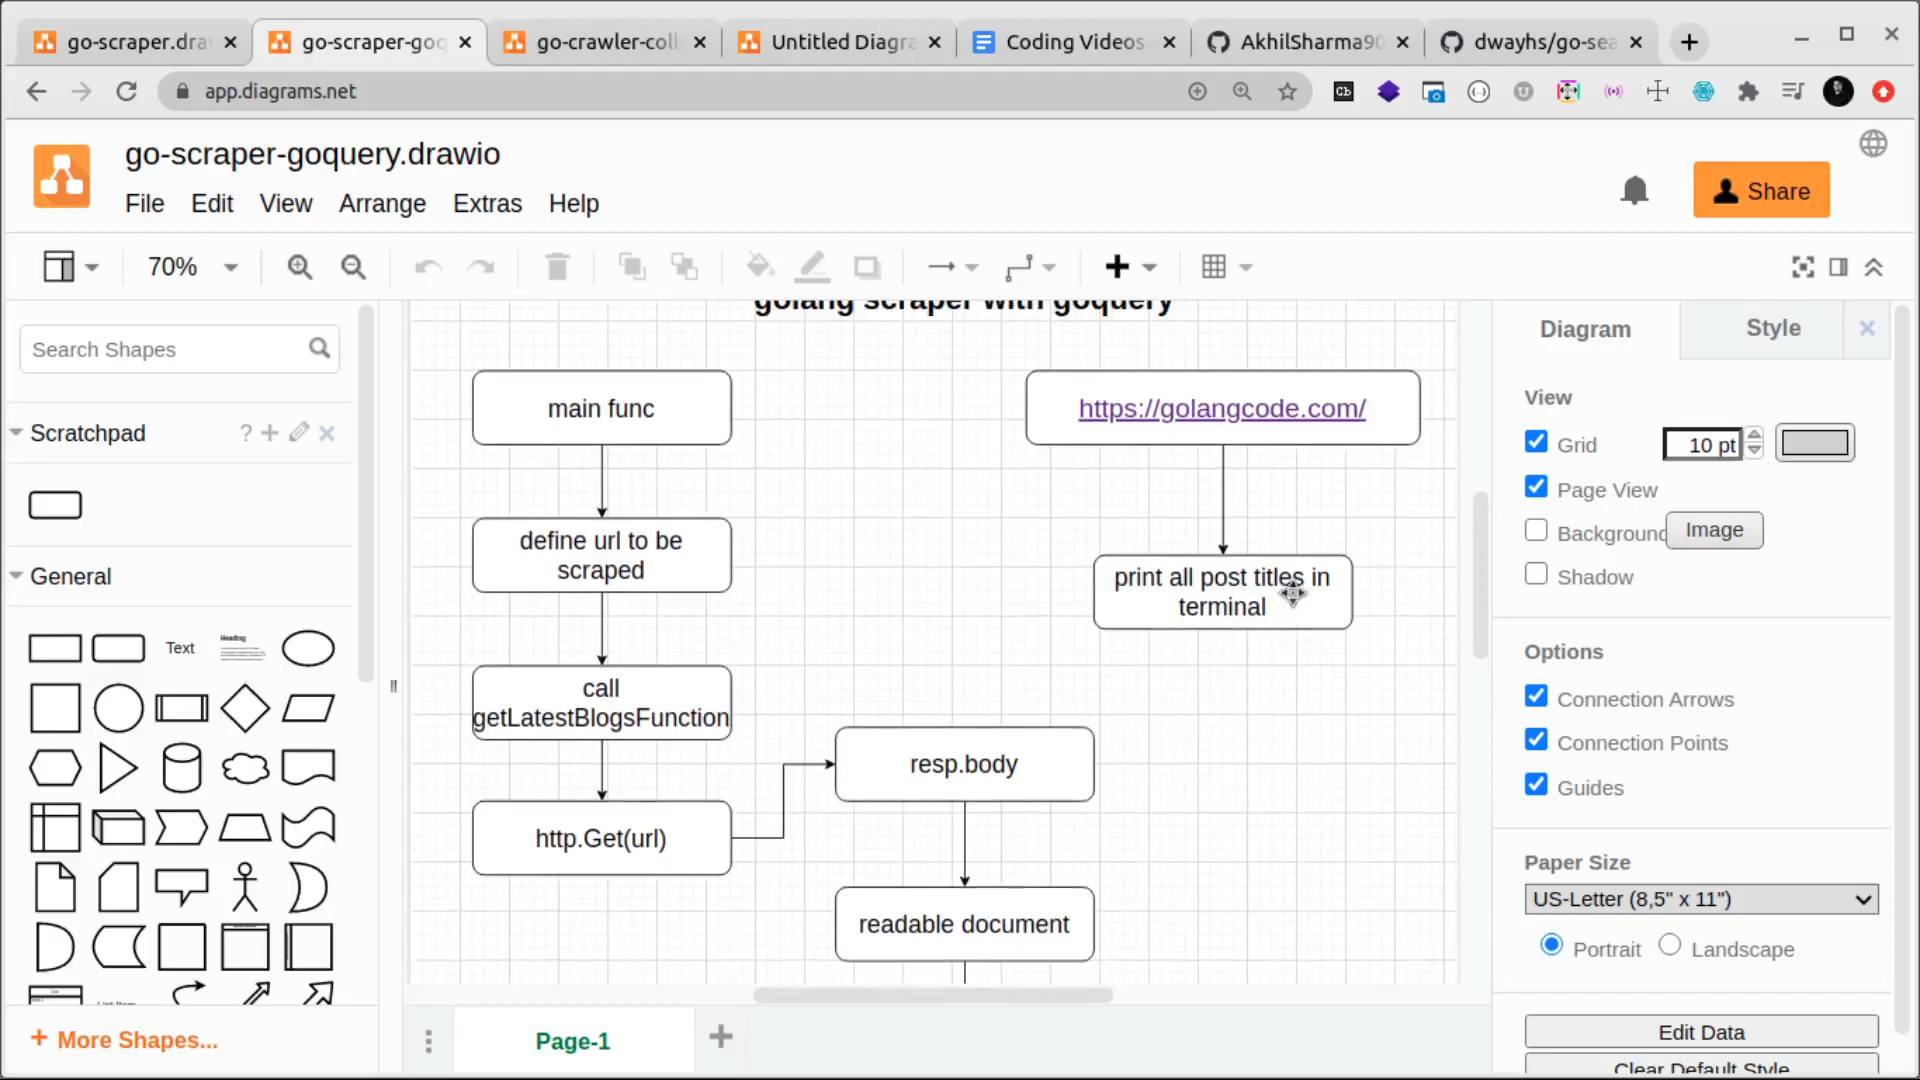 go-scraper.dra
go-scraper-goq
go-crawler-coll
Untitled Diagra
Coding Videos
AkhilSharma90
dwayhs/go-sea
app.diagrams.net
go-scraper-goquery.drawio
File Edit View Arrange Extras Help
Share
70%
golang scraper with goquery
Search Shapes
Scratchpad
?
General
Text
Heading
More Shapes...
main func
define url to be
scraped
call
getLatestBlogsFunction
http.Get(url)
resp.body
readable document
https://golangcode.com/
print all post titles in
terminal
Page-1
Diagram
Style
View
Grid
10 pt
Page View
Background
Image
Shadow
Options
Connection Arrows
Connection Points
Guides
Paper Size
US-Letter (8,5" x 11")
Portrait
Landscape
Edit Data
Clear Default Style